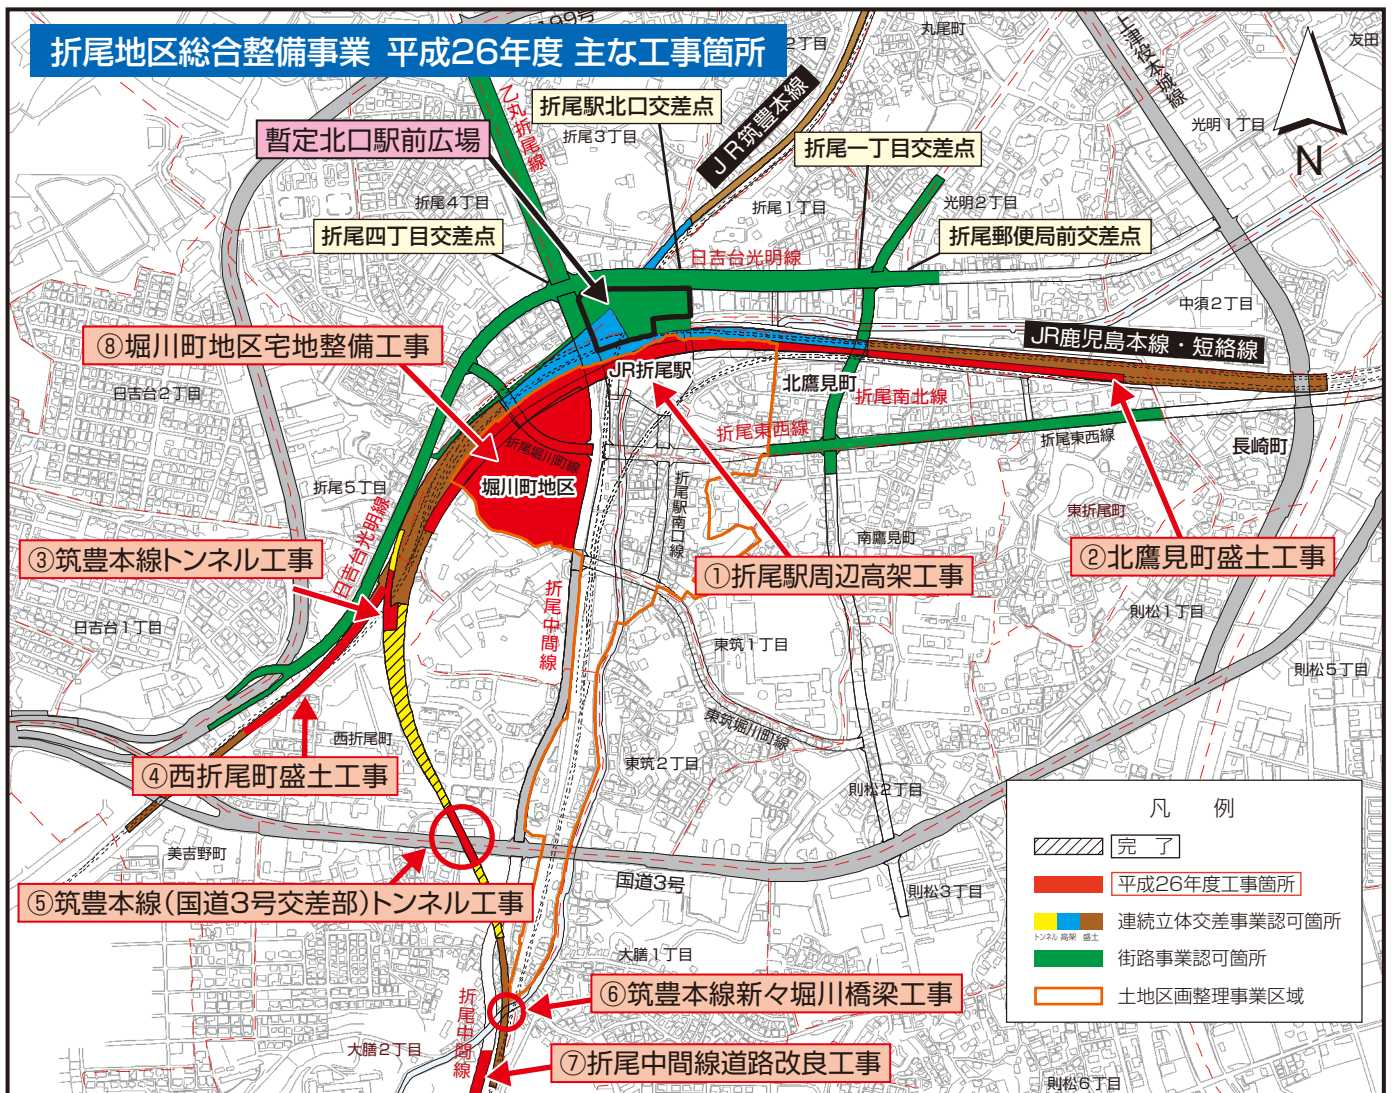 折尾地区総合整備事業 平成26年度 主な工事箇所
199号
2丁目
丸尾町
上津役本城線
友田
光明1丁目
N
乙丸折尾線
折尾駅北口交差点
折尾3丁目
JR筑豊本線
暫定北口駅前広場
折尾一丁目交差点
折尾4丁目
折尾1丁目
光明2丁目
折尾四丁目交差点
折尾郵便局前交差点
日吉台光明線
中須2丁目
⑧堀川町地区宅地整備工事
JR鹿児島本線・短絡線
JR折尾駅
北鷹見町
日吉台2丁目
折尾南北線
折尾東西線
折尾東西線
長崎町
折尾堀川町線
堀川町地区
折尾5丁目
折尾駅南口線
東折尾町
日吉台光明線
南鷹見町
③筑豊本線トンネル工事
①折尾駅周辺高架工事
②北鷹見町盛土工事
折尾中間線
則松1丁目
日吉台1丁目
東筑1丁目
則松5丁目
西折尾町
東筑堀川町線
④西折尾町盛土工事
東筑2丁目
則松2丁目
美吉野町
国道3号
則松3丁目
⑤筑豊本線(国道3号交差部)トンネル工事
大膳1丁目
⑥筑豊本線新々堀川橋梁工事
折尾中間線
大膳2丁目
⑦折尾中間線道路改良工事
則松6丁目
凡 例
完 了
平成26年度工事箇所
連続立体交差事業認可箇所
トンネル 高架 盛土
街路事業認可箇所
土地区画整理事業区域